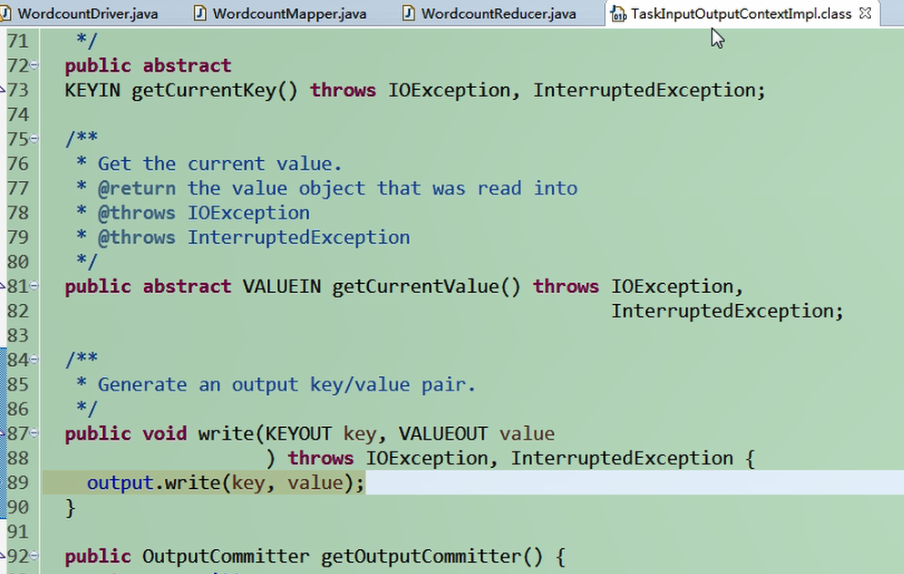 WordcountDriver.java WordcountMapper.java WordcountReducer.java TaskInputOutputContextImpl.class
71 */
72 public abstract
73 KEYIN getCurrentKey() throws IOException, InterruptedException;
74
75 /**
76 * Get the current value.
77 * @return the value object that was read into
78 * @throws IOException
79 * @throws InterruptedException
80 */
81 public abstract VALUEIN getCurrentValue() throws IOException,
82 InterruptedException;
83
84 /**
85 * Generate an output key/value pair.
86 */
87 public void write(KEYOUT key, VALUEOUT value
88 ) throws IOException, InterruptedException {
89 output.write(key, value);
90 }
91
92 public OutputCommitter getOutputCommitter() {